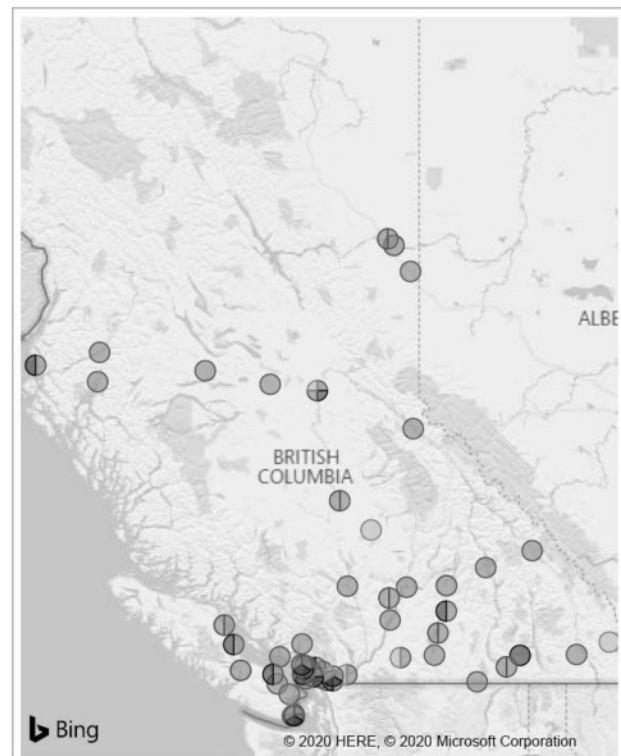 ALBE
BRITISH
COLUMBIA
Bing
© 2020 HERE, © 2020 Microsoft Corporation